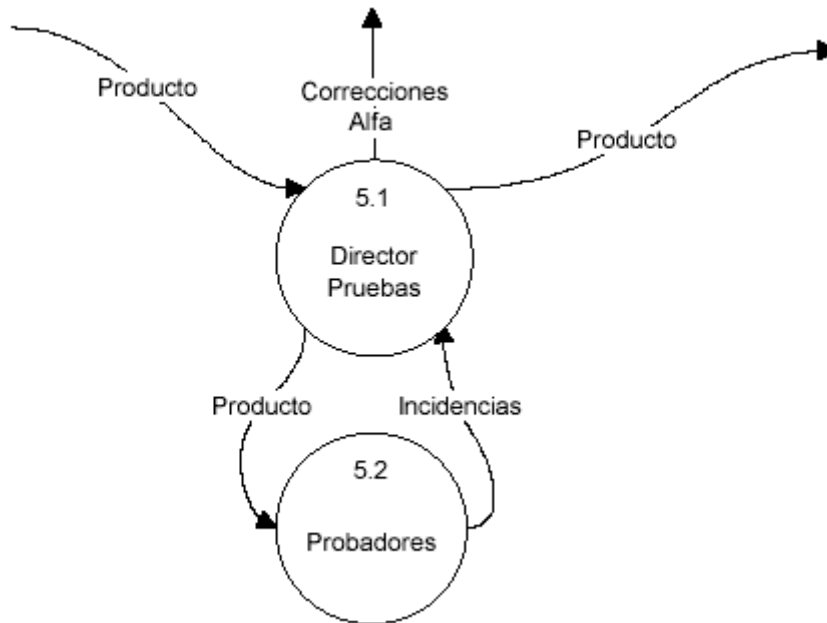 Producto
Correcciones
Alfa
Producto
5.1
Director
Pruebas
Producto
Incidencias
5.2
Probadores